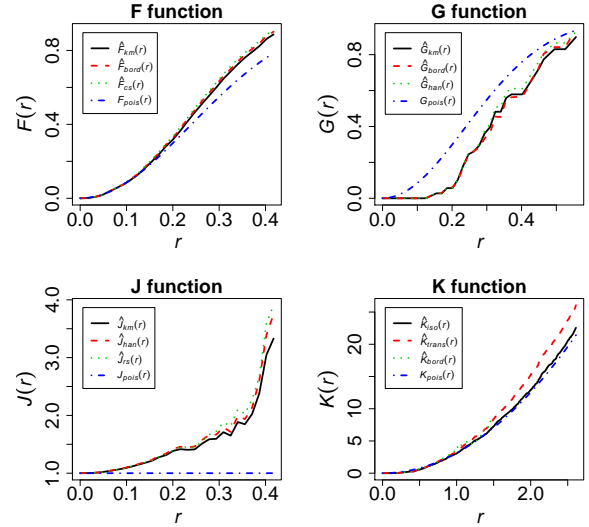 F function
F̂km(r)
F̂bord(r)
F̂cs(r)
Fpois(r)
F(r)
0.0
0.4
0.8
0.0 0.1 0.2 0.3 0.4
r
G function
Ĝkm(r)
Ĝbord(r)
Ĝhan(r)
Gpois(r)
G(r)
0.0
0.4
0.8
0.0 0.2 0.4
r
J function
Ĵkm(r)
Ĵhan(r)
Ĵrs(r)
Jpois(r)
J(r)
1.0
2.0
3.0
4.0
0.0 0.1 0.2 0.3 0.4
r
K function
K̂iso(r)
K̂trans(r)
K̂bord(r)
Kpois(r)
K(r)
0
5
10
20
0.0 1.0 2.0
r